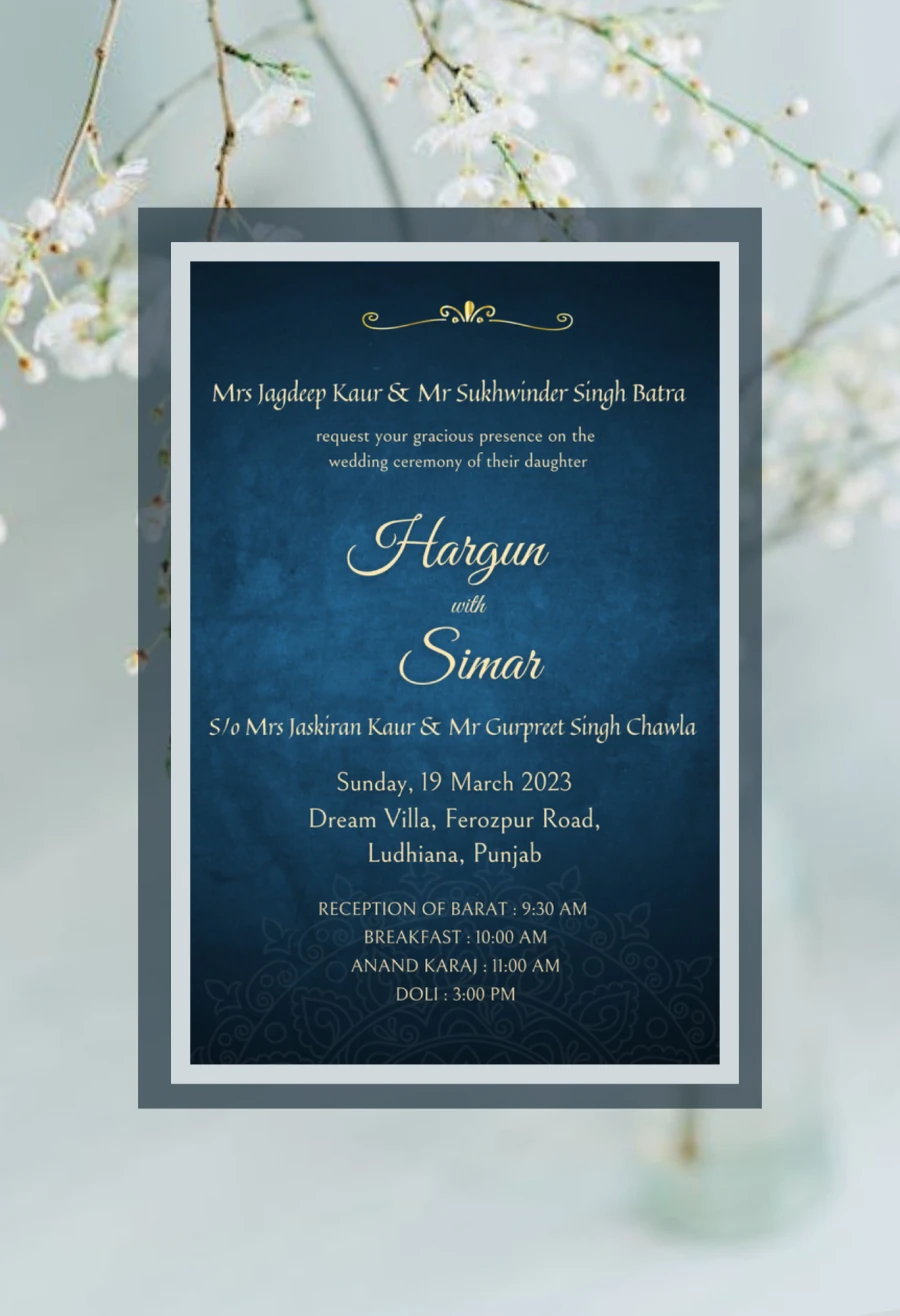 Mrs Jagdeep Kaur & Mr Sukhwinder Singh Batra
request your gracious presence on the
wedding ceremony of their daughter
Hargun
with
Simar
S/o Mrs Jaskiran Kaur & Mr Gurpreet Singh Chawla
Sunday, 19 March 2023
Dream Villa, Ferozpur Road,
Ludhiana, Punjab
RECEPTION OF BARAT : 9:30 AM
BREAKFAST : 10:00 AM
ANAND KARAJ : 11:00 AM
DOLI : 3:00 PM